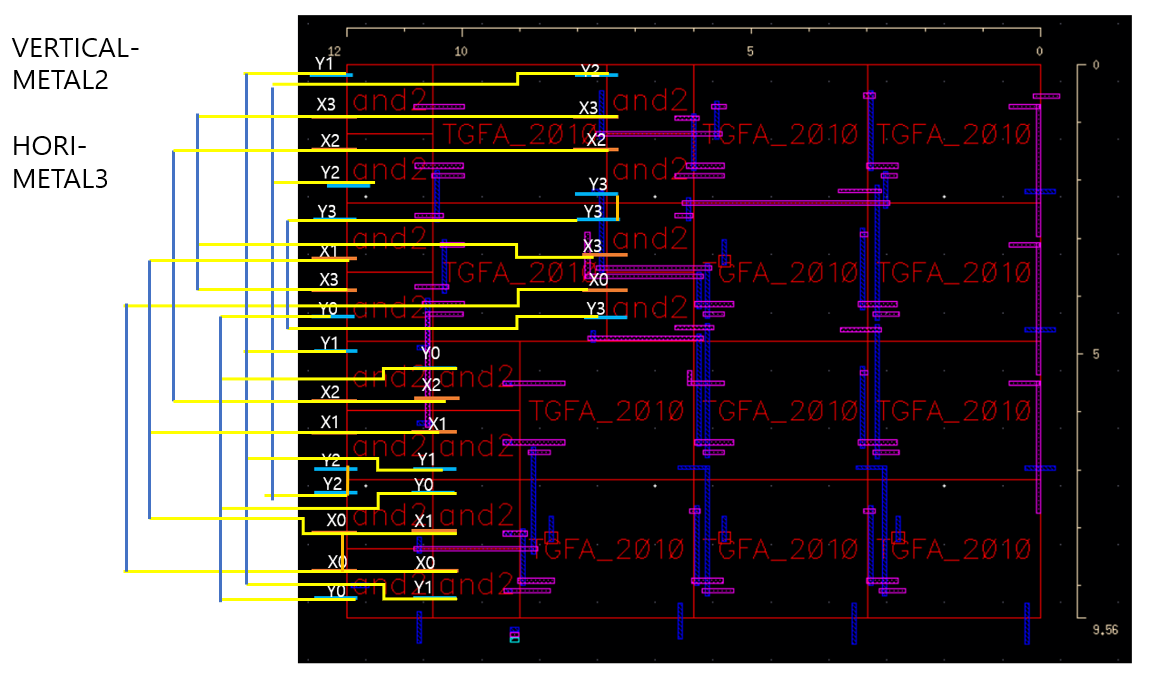 VERTICAL-
METAL2
HORI-
METAL3
12 10 5 0
0
Y1 Y2
and2 and2
X3 X3
TGFA_2010 TGFA_2010 TGFA_2010
X2 X2
and2 and2
Y2 Y3
Y3 Y3
and2 and2
X1 X3
TGFA_2010 TGFA_2010 TGFA_2010
X3 X0
and2 and2
Y0 Y3
Y1 Y0
5
and2 and2
X2 X2
TGFA_2010 TGFA_2010 TGFA_2010
X1 X1
and2 and2
Y2 Y1
Y2 Y0
and2 and2
X0 X1
TGFA_2010 TGFA_2010 TGFA_2010
X0 X0
and2 and2
Y0 Y1
9.56